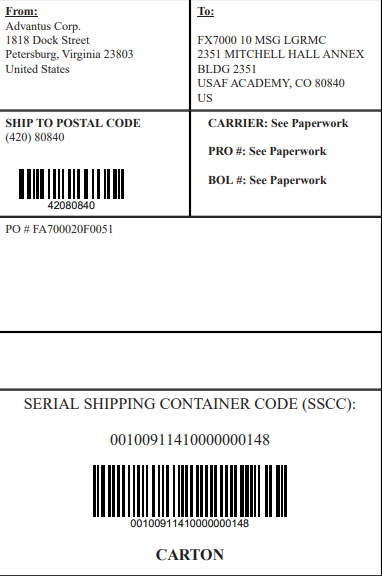 From:
Advantus Corp.
1818 Dock Street
Petersburg, Virginia 23803
United States
To:
FX7000 10 MSG LGRMC
2351 MITCHELL HALL ANNEX
BLDG 2351
USAF ACADEMY, CO 80840
US
SHIP TO POSTAL CODE
(420) 80840
42080840
CARRIER: See Paperwork
PRO #: See Paperwork
BOL #: See Paperwork
PO # FA700020F0051
SERIAL SHIPPING CONTAINER CODE (SSCC):
00100911410000000148
00100911410000000148
CARTON